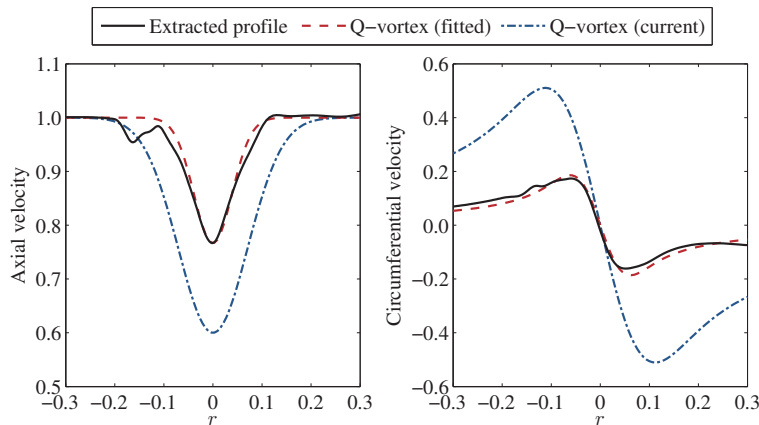 Extracted profile Q−vortex (fitted) Q−vortex (current)
1.1
1.0
0.9
0.8
0.7
0.6
0.5
Axial velocity
−0.3 −0.2 −0.1 0 0.1 0.2 0.3
r
0.6
0.4
0.2
0.0
−0.2
−0.4
−0.6
Circumferential velocity
−0.3 −0.2 −0.1 0 0.1 0.2 0.3
r